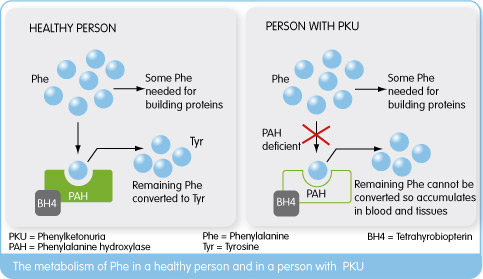 HEALTHY PERSON
Phe
Some Phe
needed for
building proteins
Tyr
PAH
BH4
Remaining Phe
converted to Tyr
PERSON WITH PKU
Phe
Some Phe
needed for
building proteins
PAH
deficient
PAH
BH4
Remaining Phe cannot be
converted so accumulates
in blood and tissues
PKU = Phenylketonuria
Phe = Phenylalanine
BH4 = Tetrahyrobiopterin
PAH = Phenylalanine hydroxylase
Tyr = Tyrosine
The metabolism of Phe in a healthy person and in a person with PKU